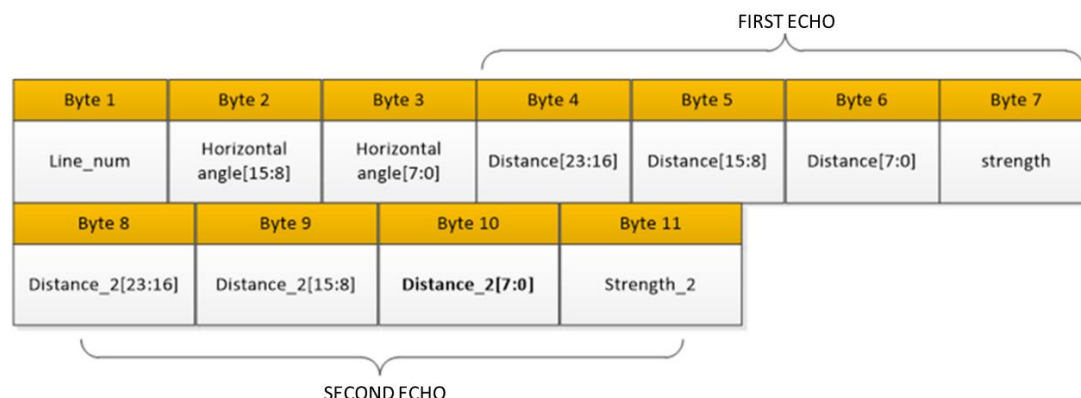 FIRST ECHO
Byte 1 Byte 2 Byte 3 Byte 4 Byte 5 Byte 6 Byte 7
Line_num
Horizontal
angle[15:8]
Horizontal
angle[7:0]
Distance[23:16]
Distance[15:8]
Distance[7:0]
strength
Byte 8 Byte 9 Byte 10 Byte 11
Distance_2[23:16] Distance_2[15:8] Distance_2[7:0] Strength_2
SECOND ECHO